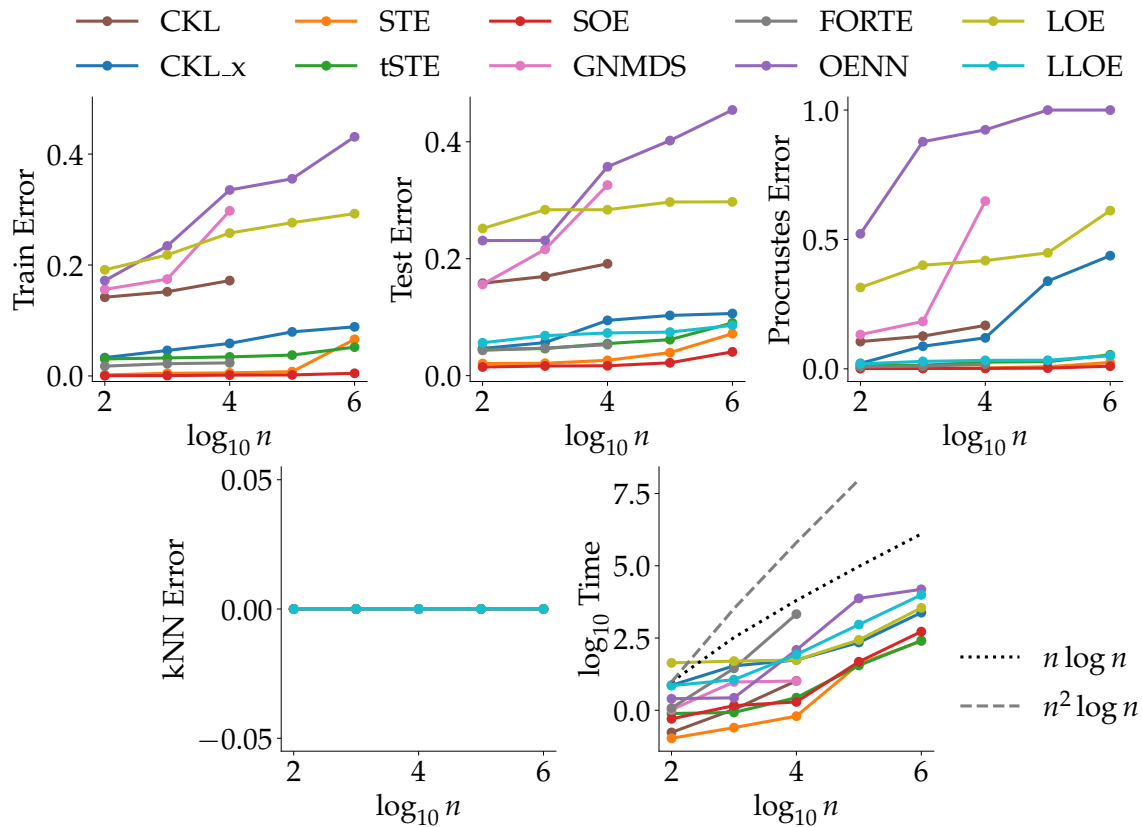 CKL STE SOE FORTE LOE
CKL_x tSTE GNMDS OENN LLOE
Train Error
0.4
0.2
0.0
2 4 6
log₁₀ n
Test Error
0.4
0.2
0.0
2 4 6
log₁₀ n
Procrustes Error
1.0
0.5
0.0
2 4 6
log₁₀ n
kNN Error
0.05
0.00
−0.05
2 4 6
log₁₀ n
log₁₀ Time
7.5
5.0
2.5
0.0
2 4 6
log₁₀ n
n log n
n² log n